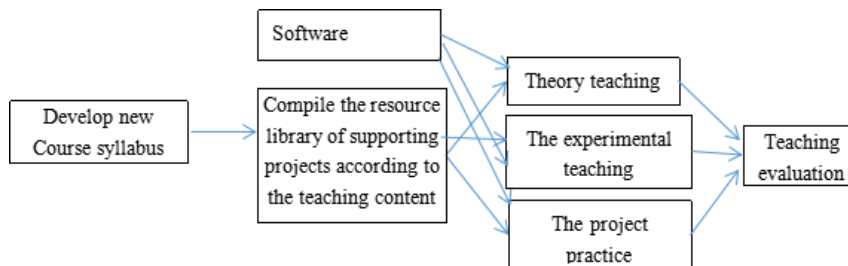 Software
Develop new
Course syllabus
Compile the resource
library of supporting
projects according to
the teaching content
Theory teaching
The experimental
teaching
The project
practice
Teaching
evaluation